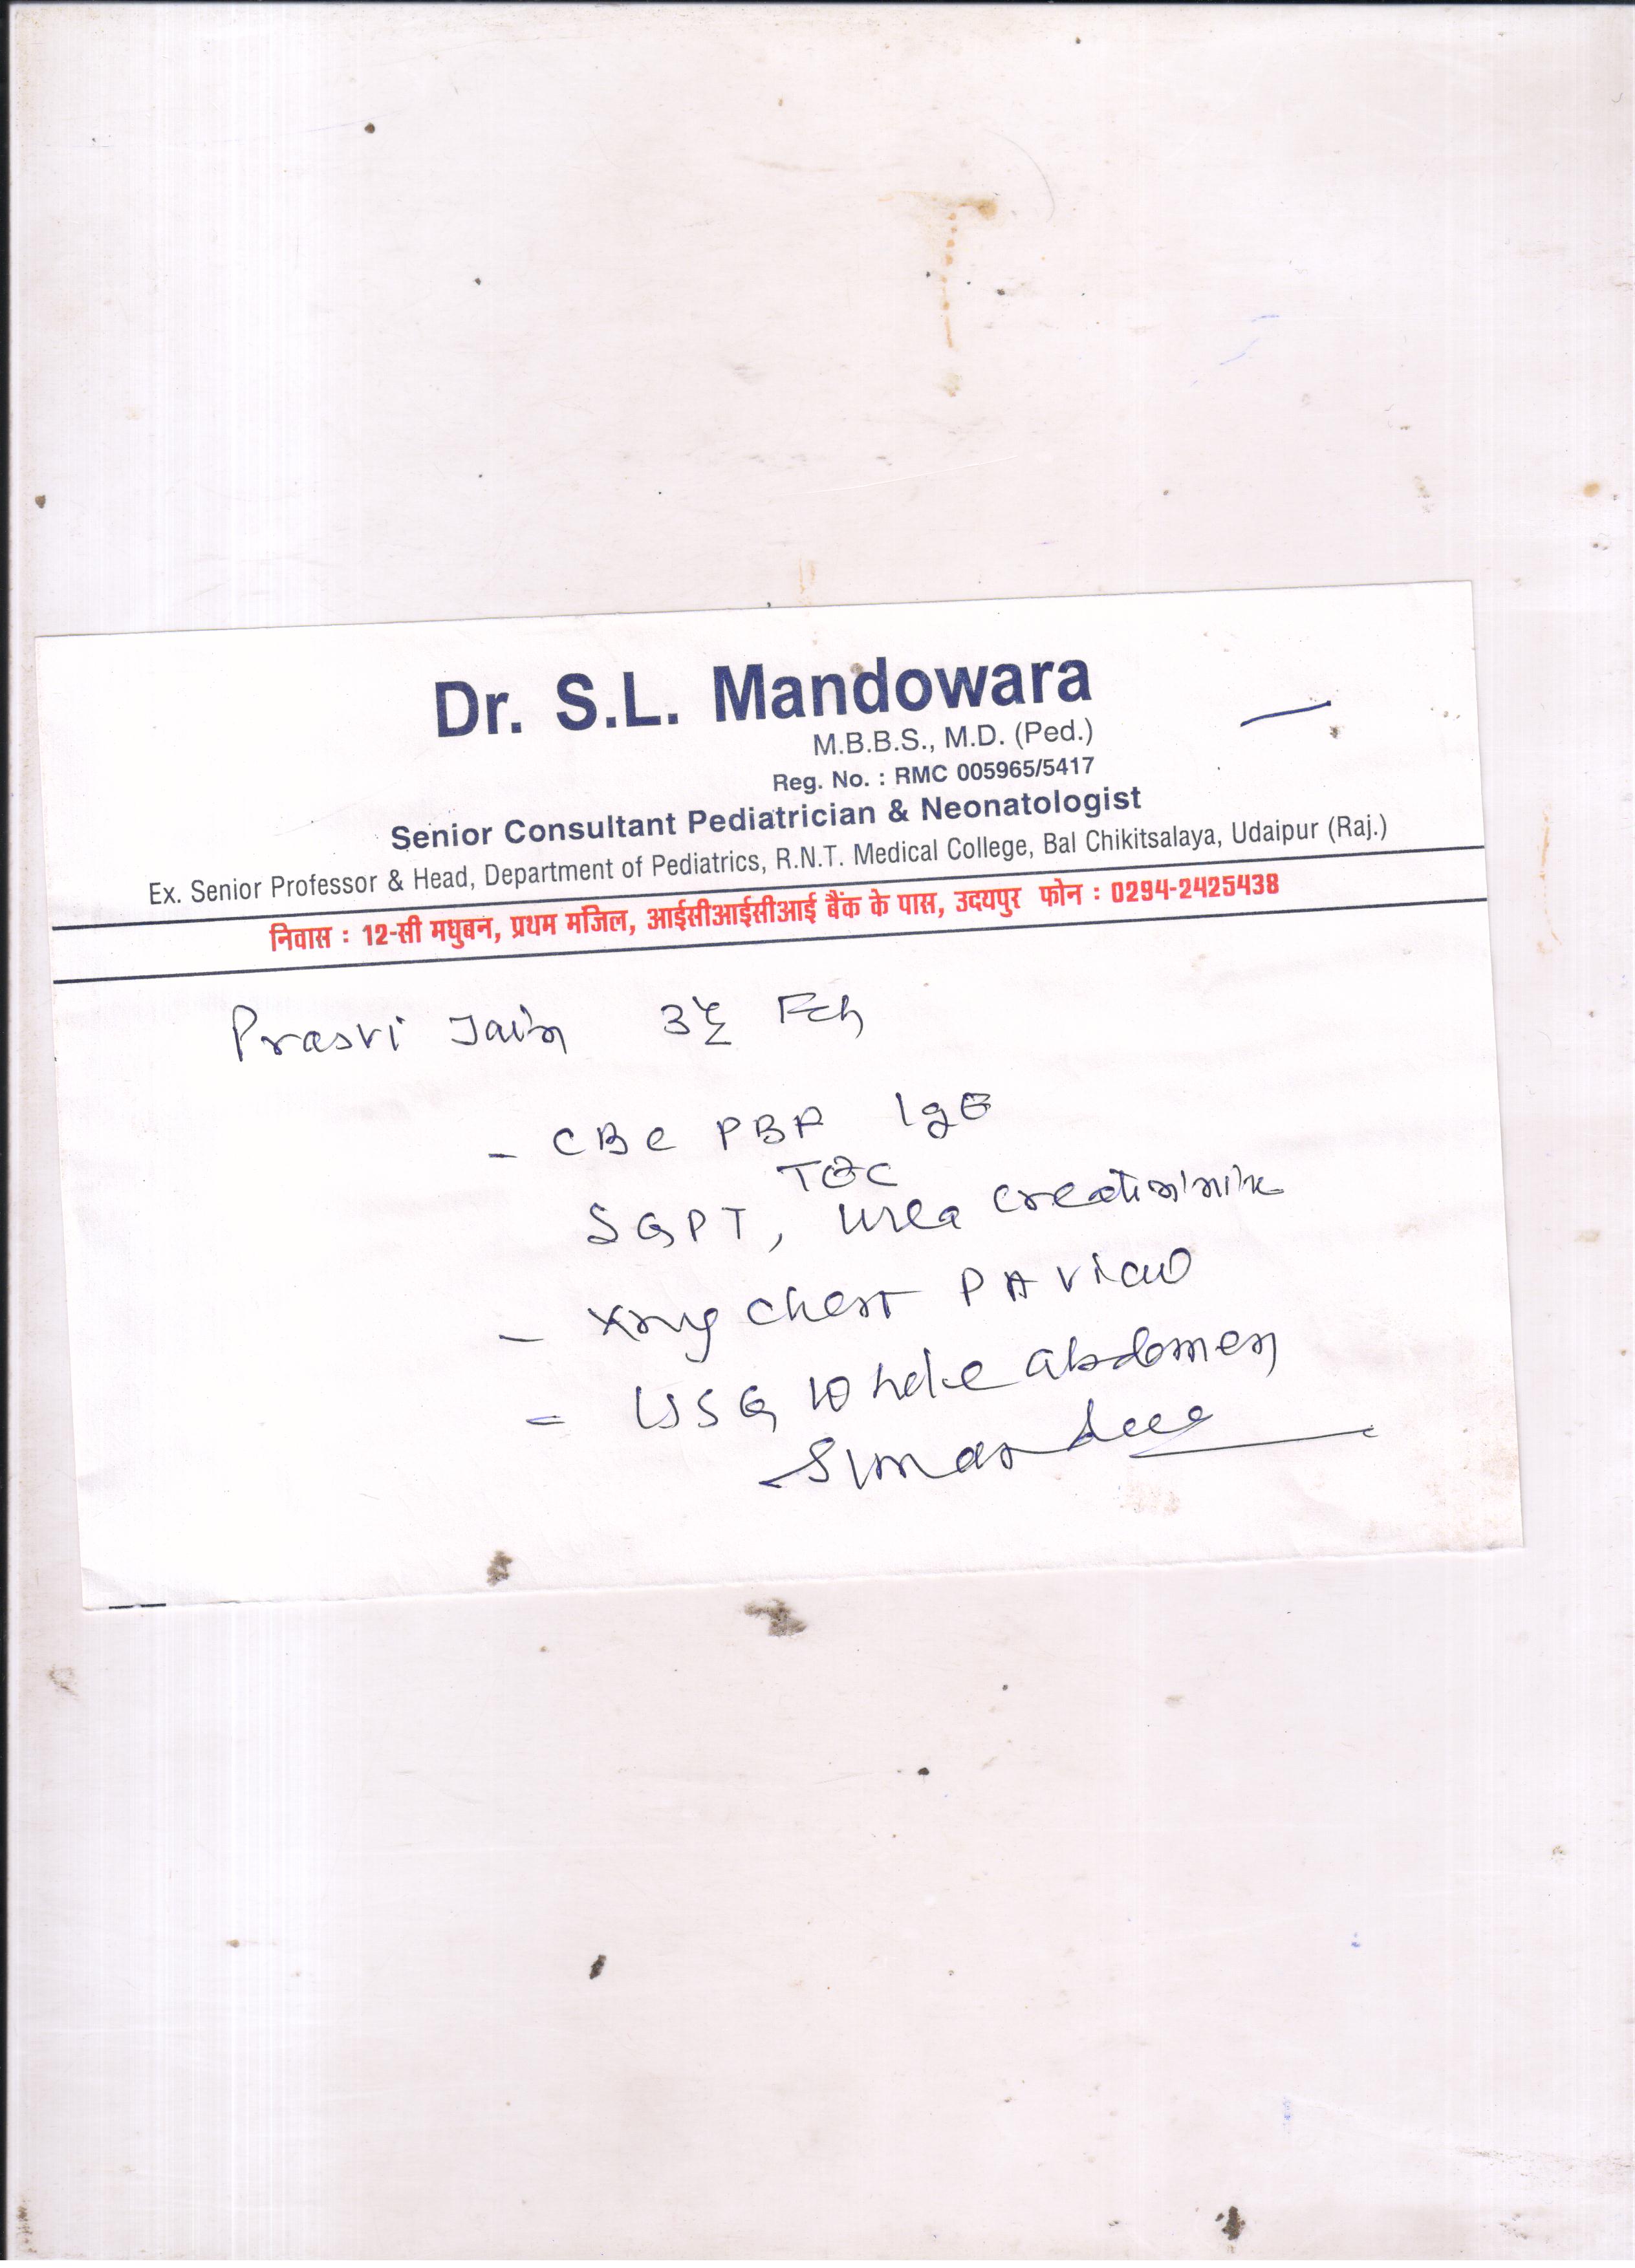 Dr. S.L. Mandowara
M.B.B.S., M.D. (Ped.)
Reg. No. : RMC 005965/5417
Senior Consultant Pediatrician & Neonatologist
Ex. Senior Professor & Head, Department of Pediatrics, R.N.T. Medical College, Bal Chikitsalaya, Udaipur (Raj.)
निवास : 12-सी मधुबन, प्रथम मंजिल, आईसीआईसीआई बैंक के पास, उदयपुर फोन : 0294-2425438
Prasvi Jain Fch
- CBC PBF IgE
TEC
SGPT, Urea Creatinine
- Xray Chest PA View
- USG Whole abdomen